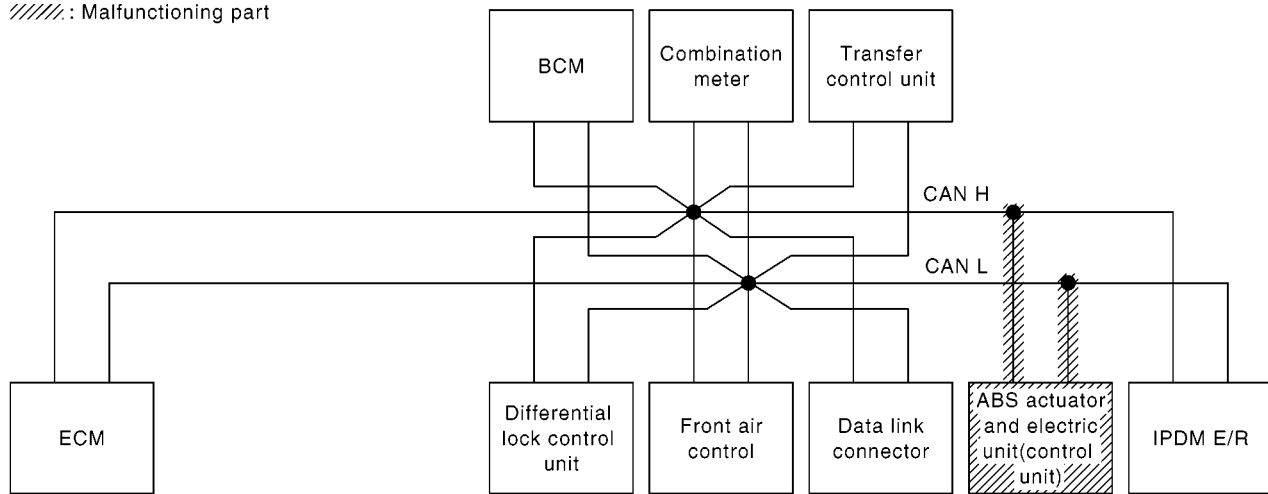 : Malfunctioning part
BCM
Combination
meter
Transfer
control unit
CAN H
CAN L
ECM
Differential
lock control
unit
Front air
control
Data link
connector
ABS actuator
and electric
unit(control
unit)
IPDM E/R